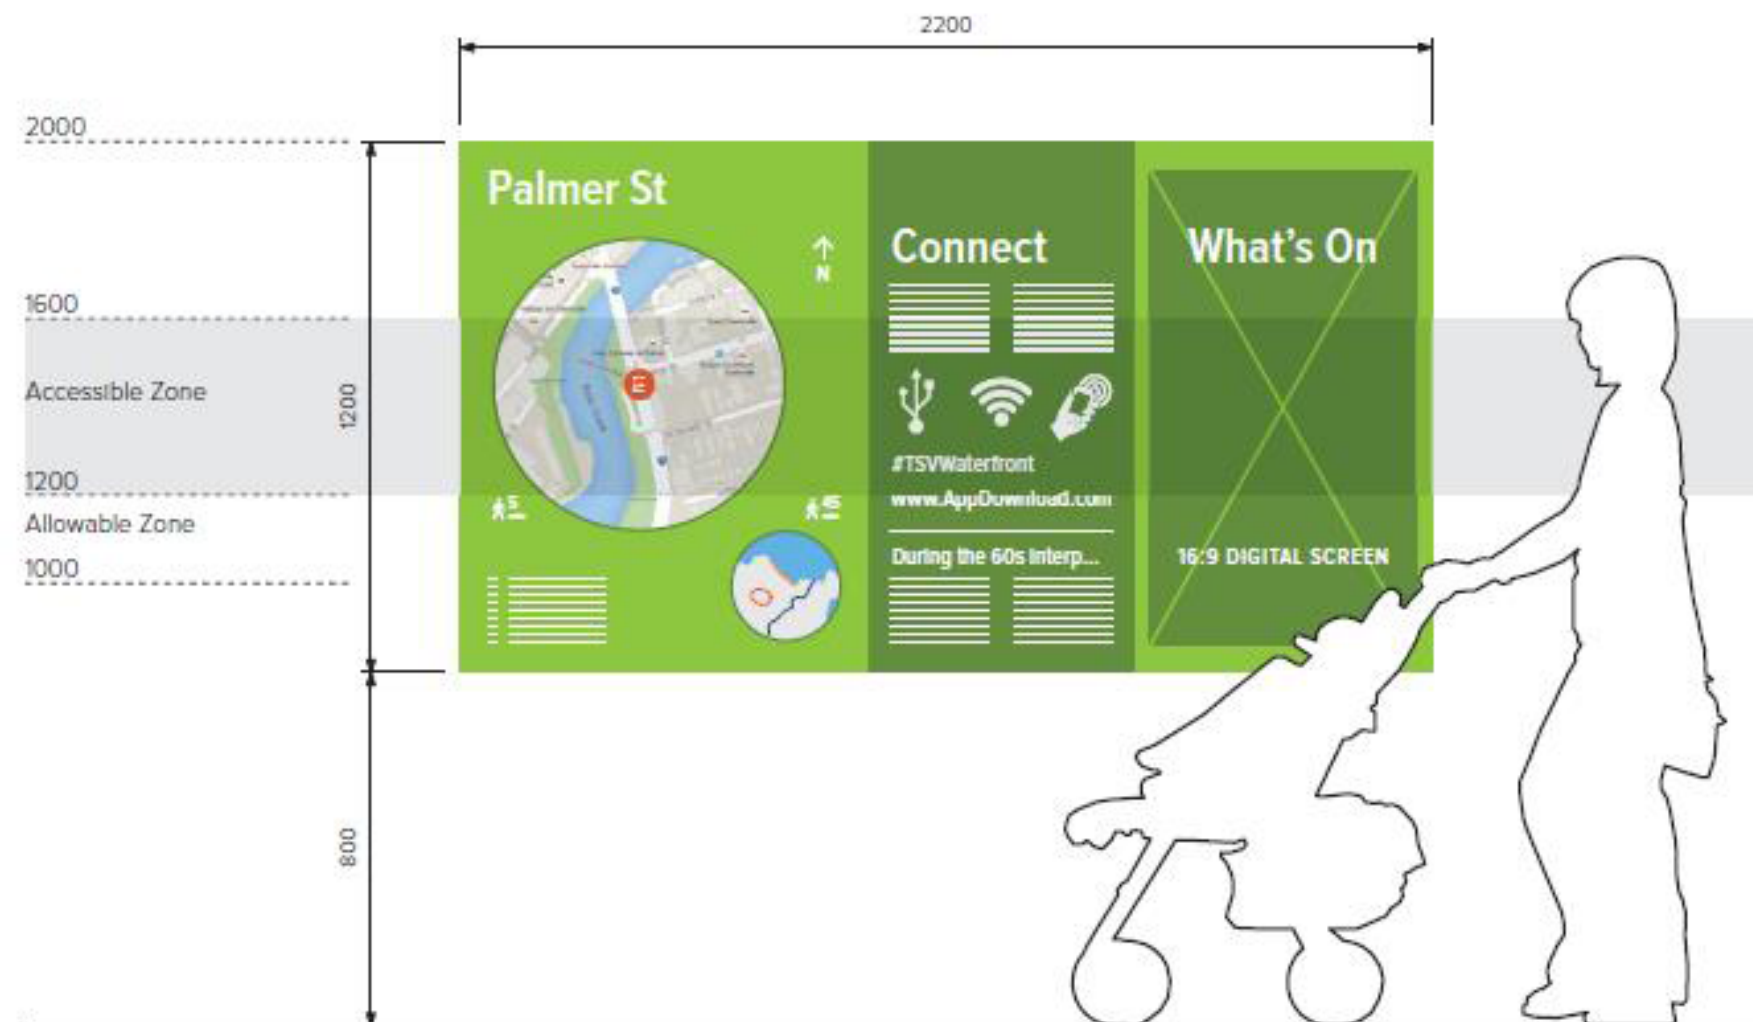 2200
2000
1600
Accessible Zone
1200
Allowable Zone
1000
1200
800
Palmer St
N
E
5
Connect
#TSVWaterfront
www.AppDownload.com
During the 60s Interp...
What's On
16:9 DIGITAL SCREEN